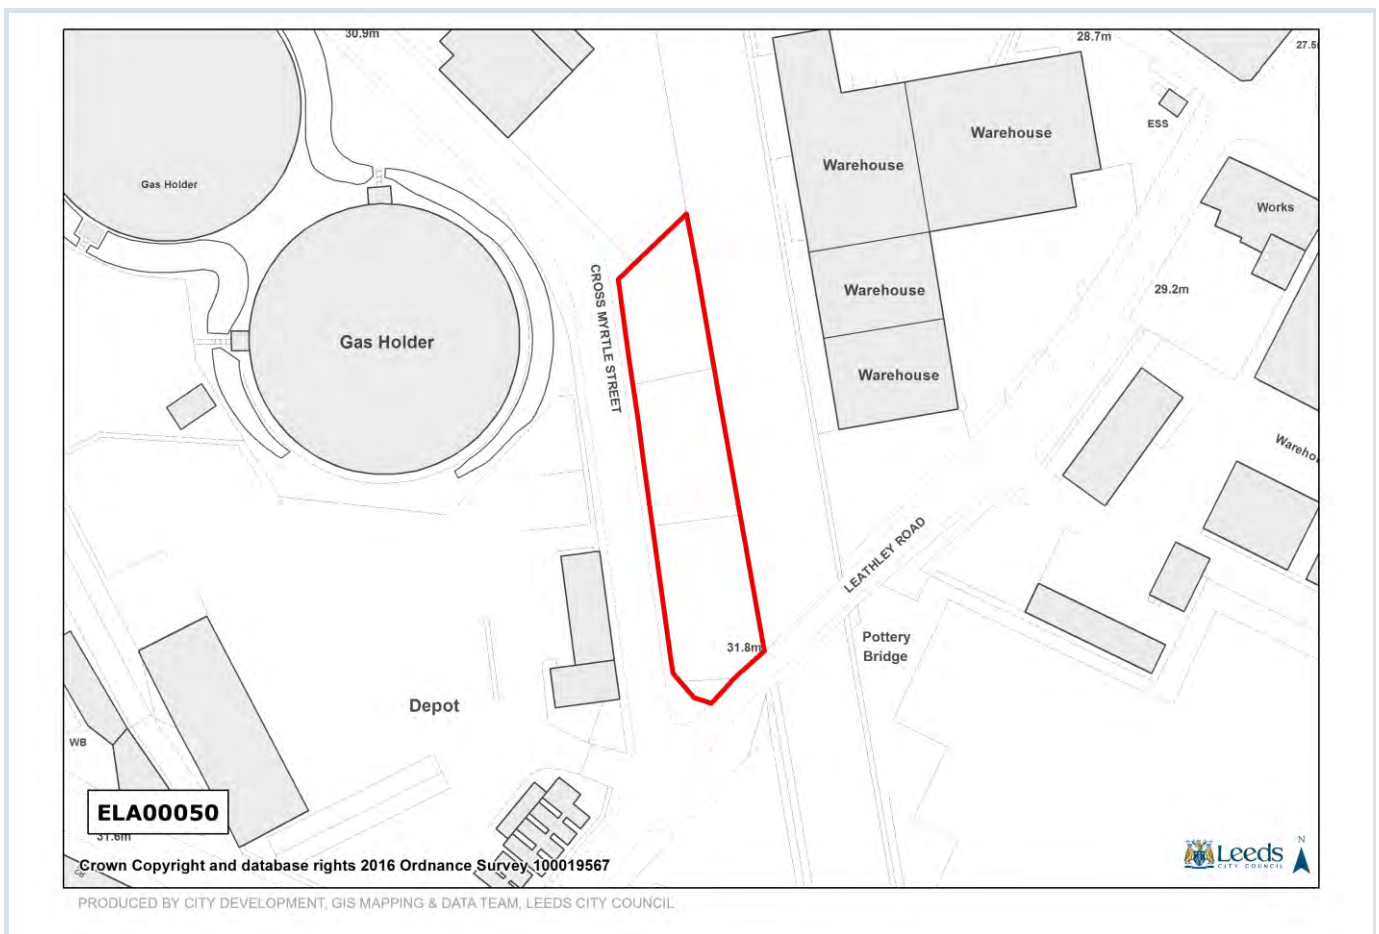 30.9m
28.7m
27.5
ESS
Warehouse
Warehouse
Gas Holder
Works
CROSS MYRTLE STREET
Warehouse
29.2m
Gas Holder
Warehouse
Wareho
LEATHLEY ROAD
31.8m
Pottery
Bridge
Depot
WB
ELA00050
31.6m
Crown Copyright and database rights 2016 Ordnance Survey 100019567
Leeds
CITY COUNCIL
N
PRODUCED BY CITY DEVELOPMENT, GIS MAPPING & DATA TEAM, LEEDS CITY COUNCIL